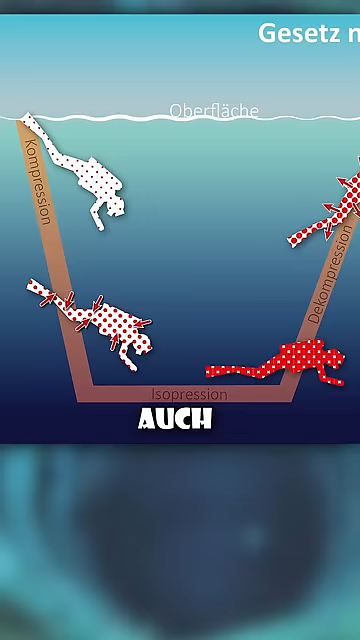 Gesetz
Oberfläche
Kompression
Dekompression
Isopression
AUCH